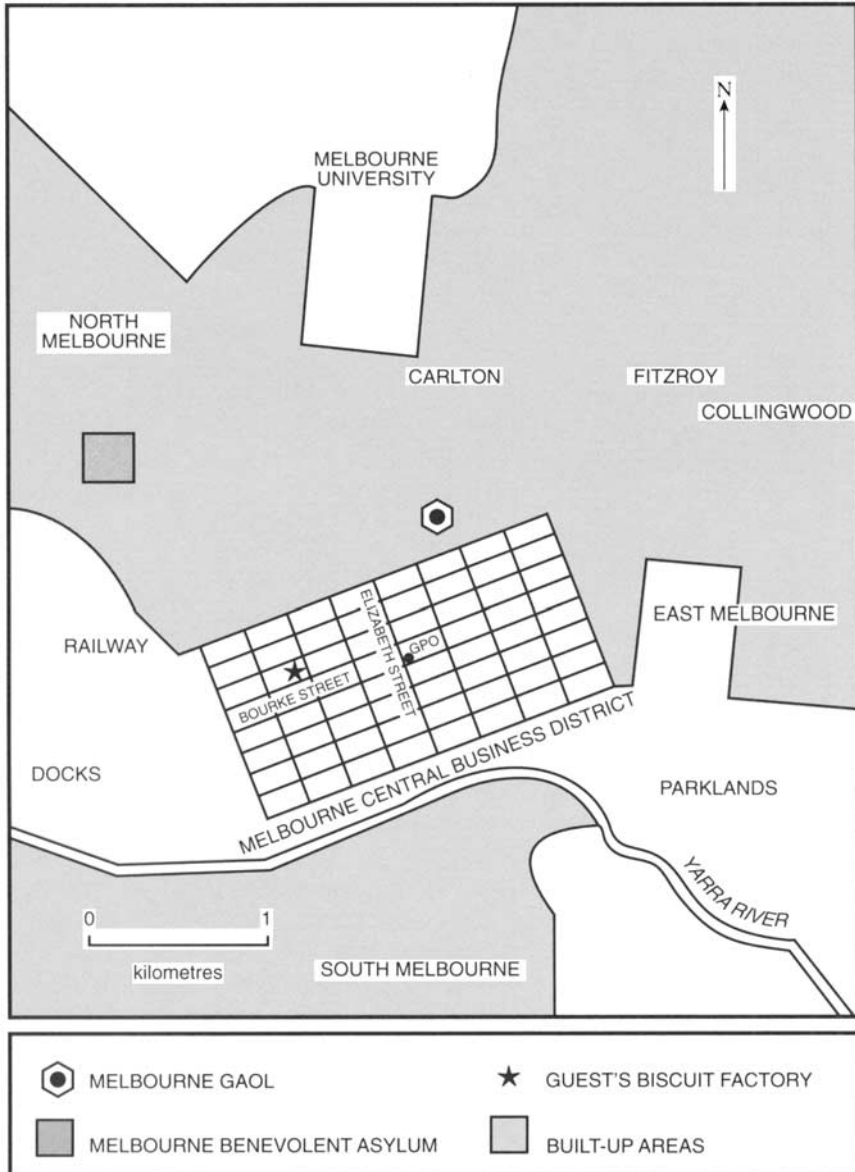 N
MELBOURNE
UNIVERSITY
NORTH
MELBOURNE
CARLTON
FITZROY
COLLINGWOOD
EAST MELBOURNE
RAILWAY
ELIZABETH STREET
GPO
BOURKE STREET
DOCKS
MELBOURNE CENTRAL BUSINESS DISTRICT
PARKLANDS
YARRA RIVER
0 1
kilometres
SOUTH MELBOURNE
MELBOURNE GAOL
GUEST'S BISCUIT FACTORY
MELBOURNE BENEVOLENT ASYLUM
BUILT-UP AREAS